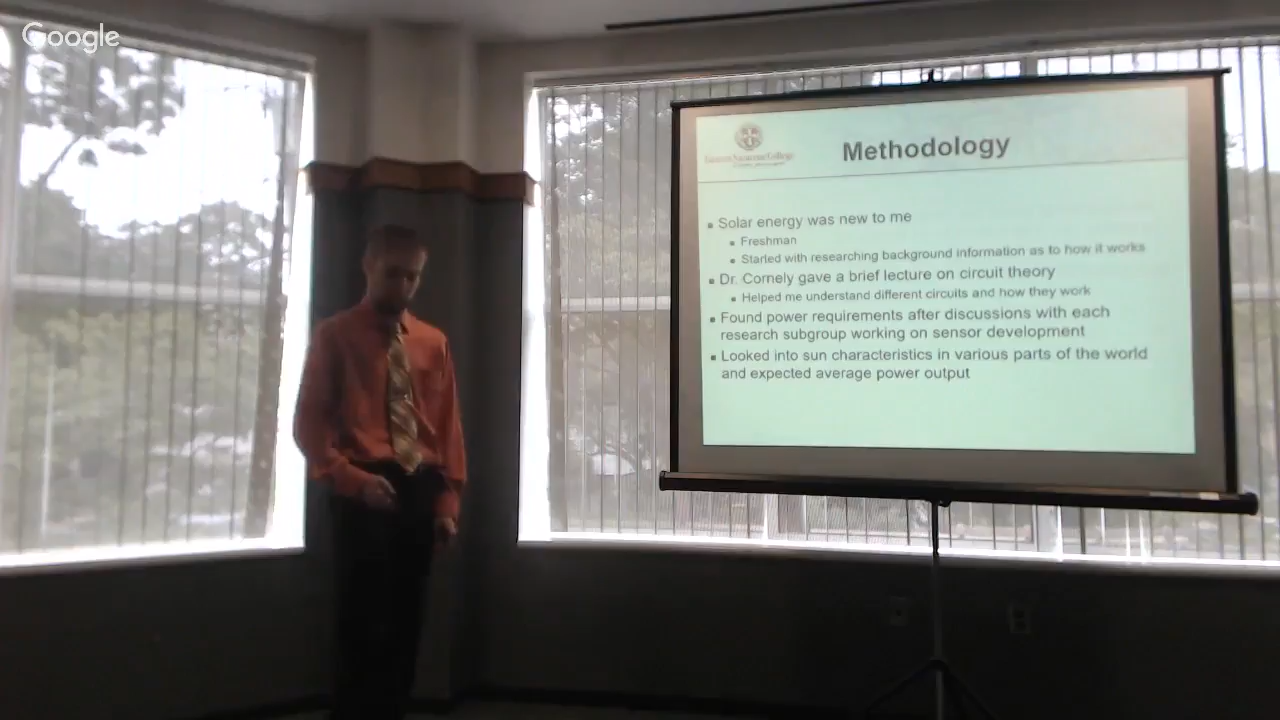 Google
Eastern Nazarene College
Methodology
Solar energy was new to me
Freshman
Started with researching background information as to how it works
Dr. Cornely gave a brief lecture on circuit theory
Helped me understand different circuits and how they work
Found power requirements after discussions with each
research subgroup working on sensor development
Looked into sun characteristics in various parts of the world
and expected average power output